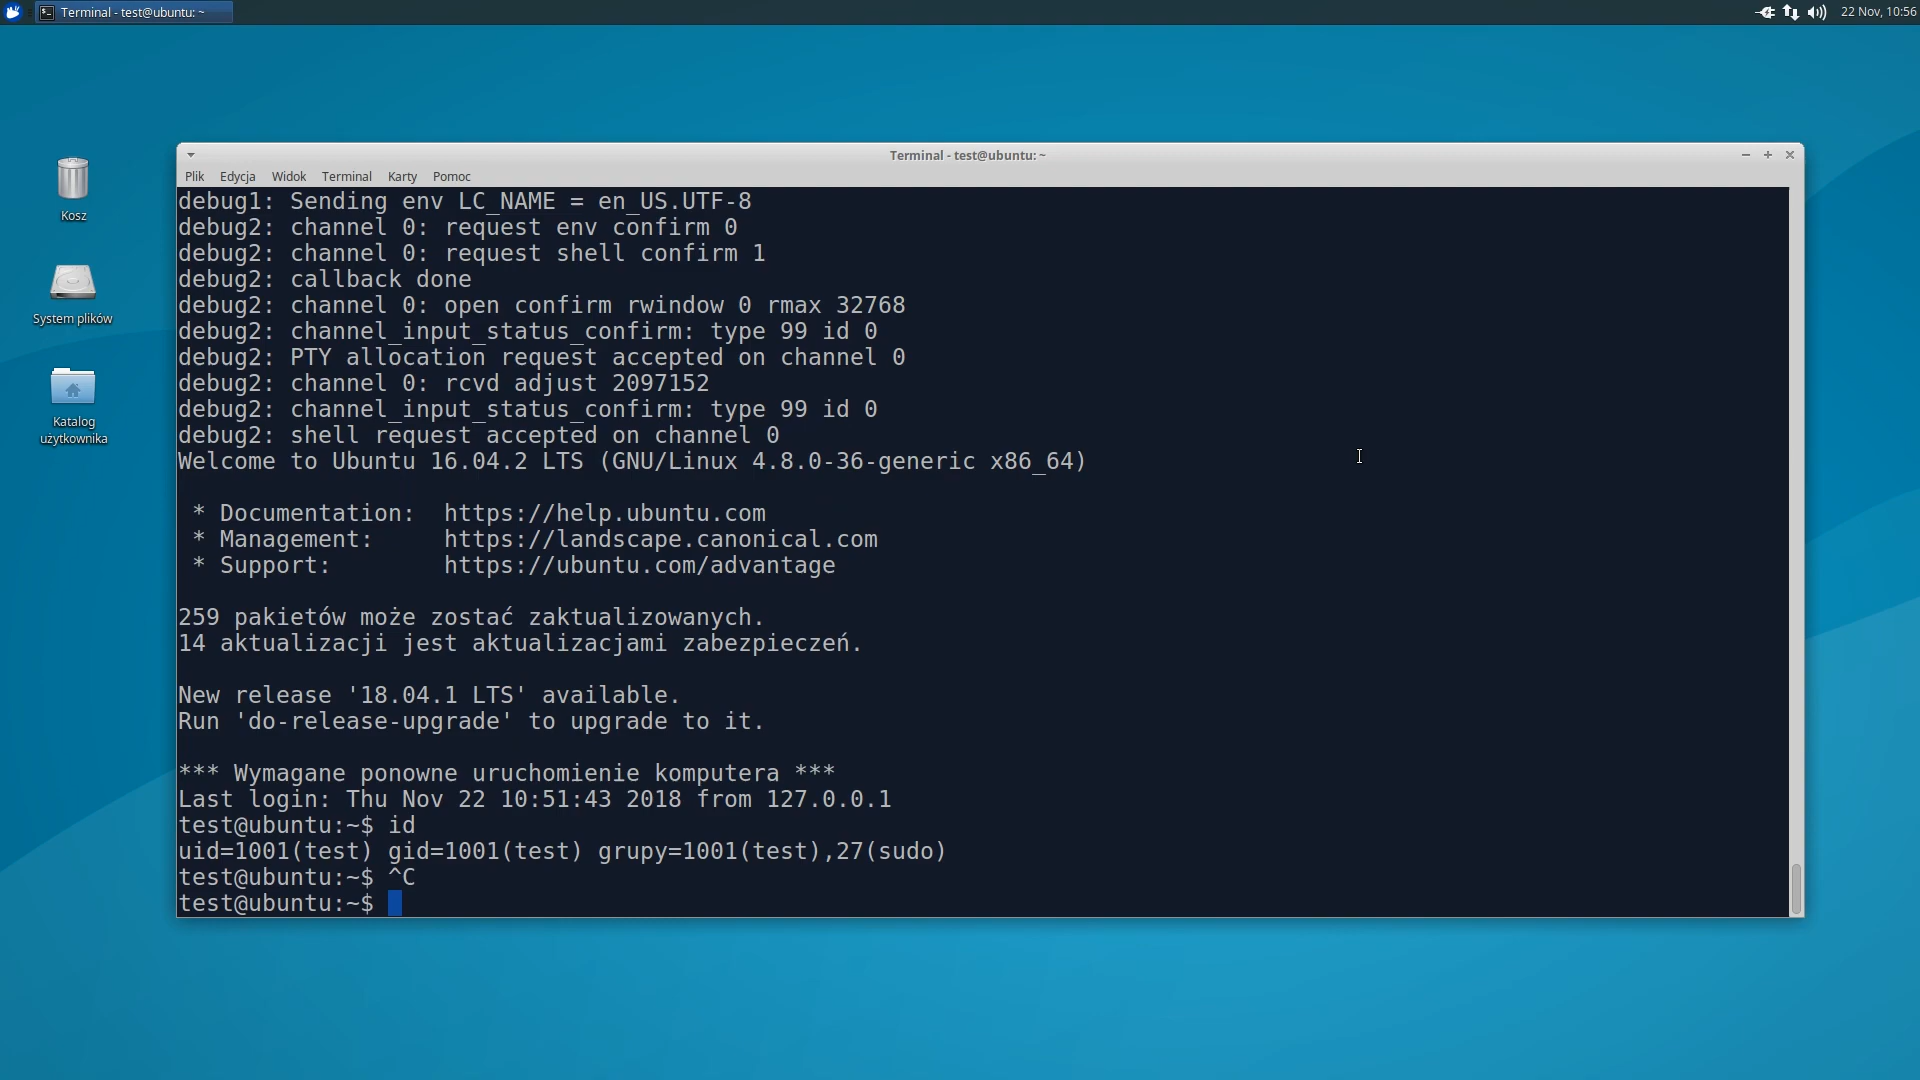 Terminal - test@ubuntu: ~
22 Nov, 10:56
Kosz
System plików
Katalog
użytkownika
Terminal - test@ubuntu: ~
Plik Edycja Widok Terminal Karty Pomoc
debug1: Sending env LC_NAME = en_US.UTF-8
debug2: channel 0: request env confirm 0
debug2: channel 0: request shell confirm 1
debug2: callback done
debug2: channel 0: open confirm rwindow 0 rmax 32768
debug2: channel_input_status_confirm: type 99 id 0
debug2: PTY allocation request accepted on channel 0
debug2: channel 0: rcvd adjust 2097152
debug2: channel_input_status_confirm: type 99 id 0
debug2: shell request accepted on channel 0
Welcome to Ubuntu 16.04.2 LTS (GNU/Linux 4.8.0-36-generic x86_64)
* Documentation:  https://help.ubuntu.com
* Management:     https://landscape.canonical.com
* Support:        https://ubuntu.com/advantage
259 pakietów może zostać zaktualizowanych.
14 aktualizacji jest aktualizacjami zabezpieczeń.
New release '18.04.1 LTS' available.
Run 'do-release-upgrade' to upgrade to it.
*** Wymagane ponowne uruchomienie komputera ***
Last login: Thu Nov 22 10:51:43 2018 from 127.0.0.1
test@ubuntu:~$ id
uid=1001(test) gid=1001(test) grupy=1001(test),27(sudo)
test@ubuntu:~$ ^C
test@ubuntu:~$